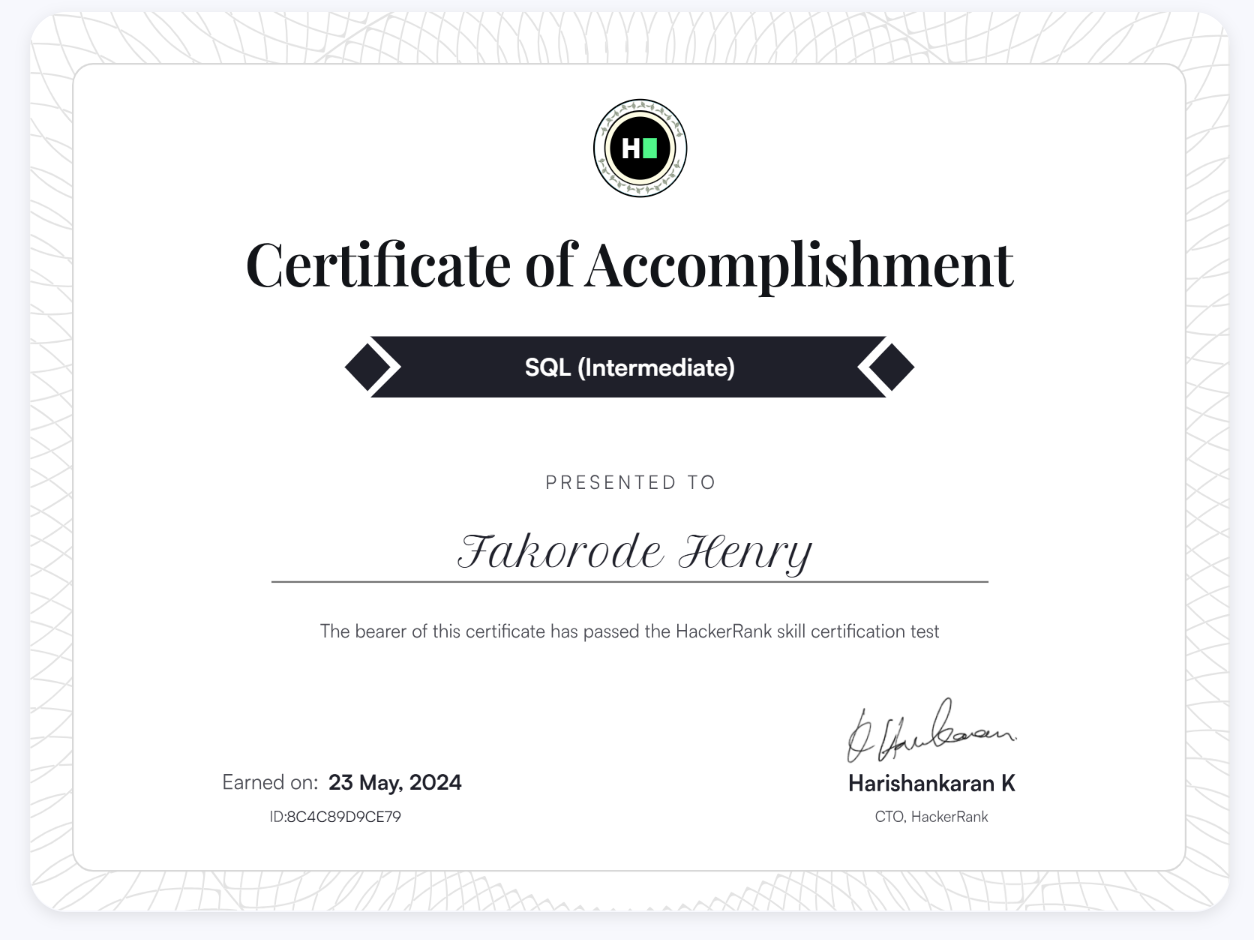 H
Certificate of Accomplishment
SQL (Intermediate)
PRESENTED TO
Fakorode Henry
The bearer of this certificate has passed the HackerRank skill certification test
Earned on: 23 May, 2024
ID:8C4C89D9CE79
Harishankaran K
CTO, HackerRank